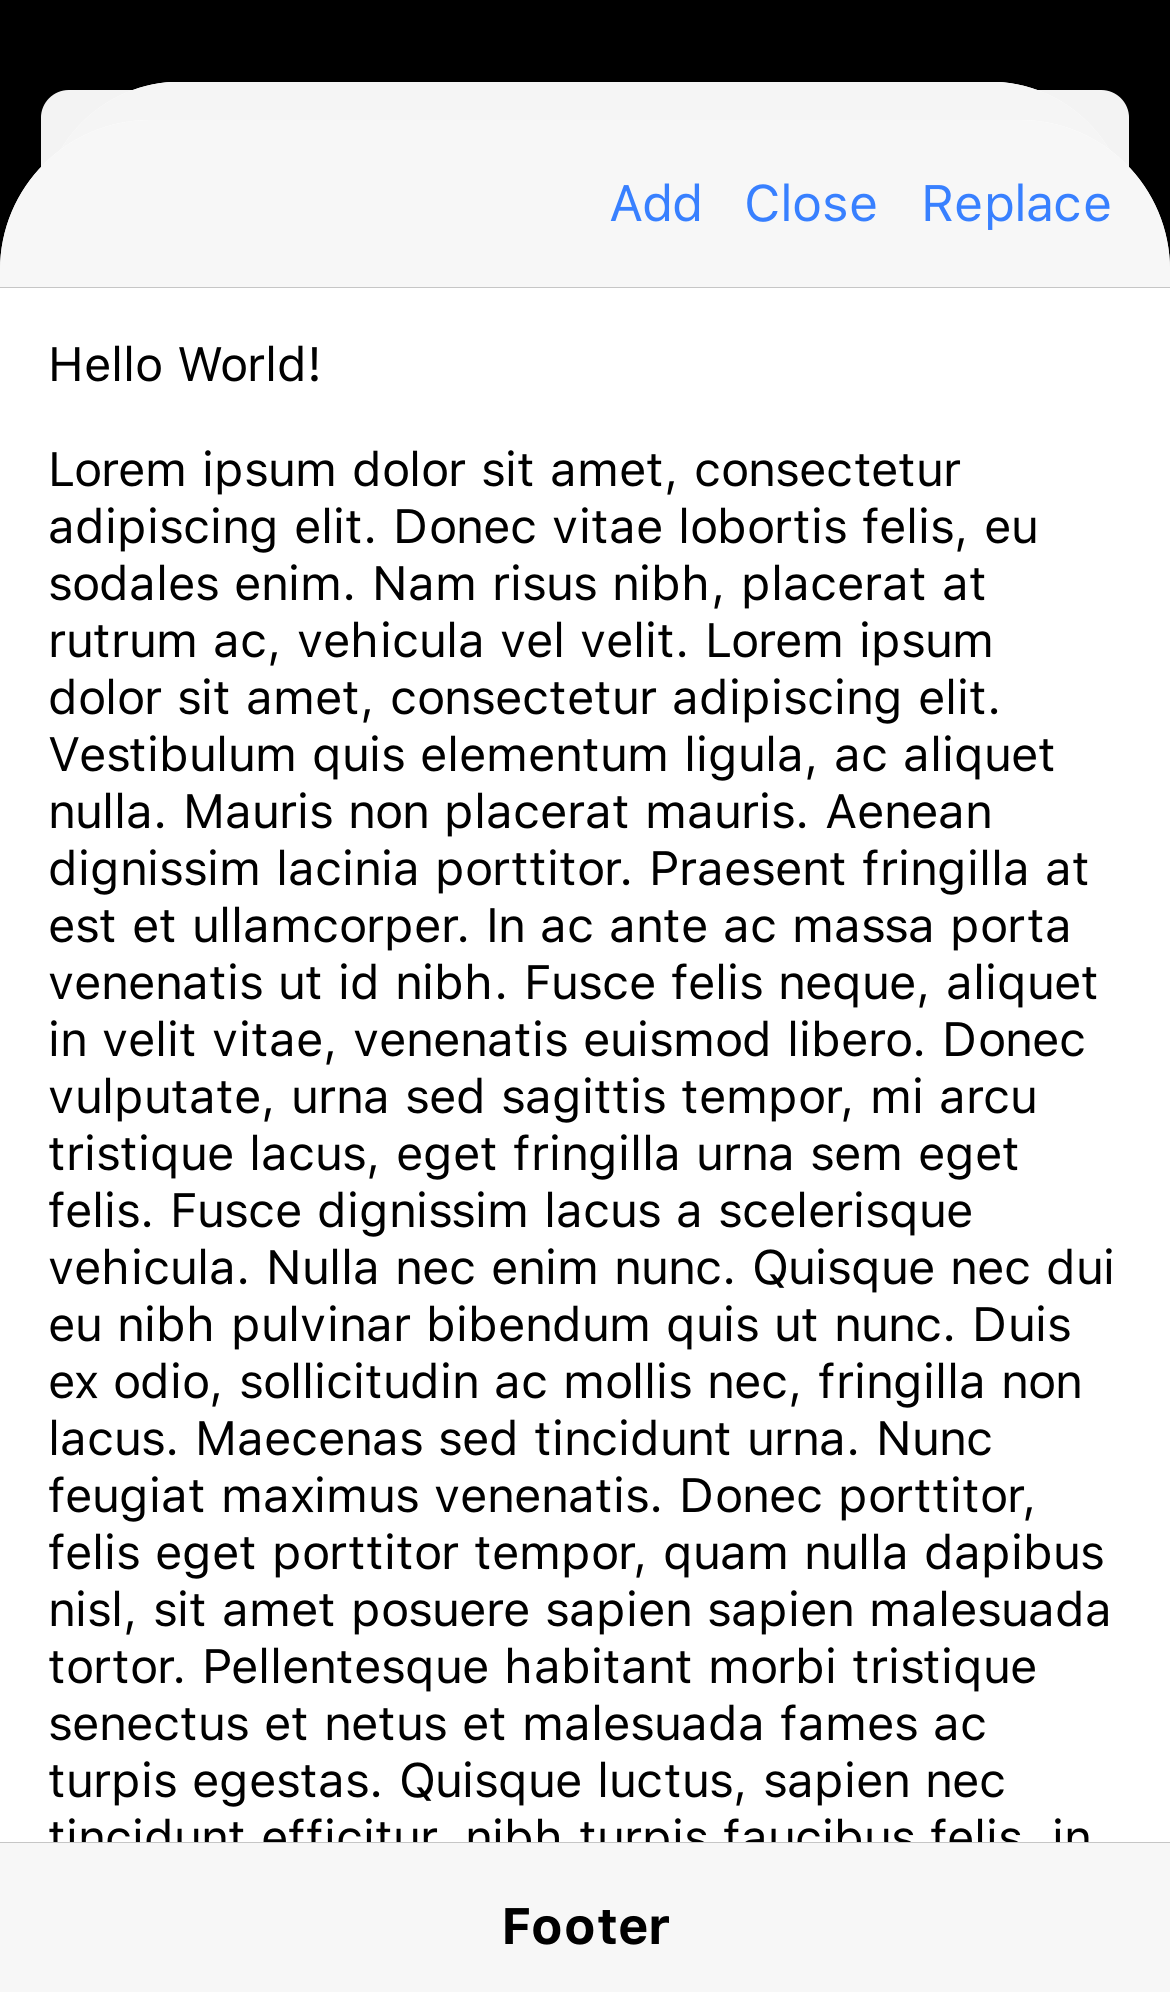 Add Close Replace
Hello World!
Lorem ipsum dolor sit amet, consectetur
adipiscing elit. Donec vitae lobortis felis, eu
sodales enim. Nam risus nibh, placerat at
rutrum ac, vehicula vel velit. Lorem ipsum
dolor sit amet, consectetur adipiscing elit.
Vestibulum quis elementum ligula, ac aliquet
nulla. Mauris non placerat mauris. Aenean
dignissim lacinia porttitor. Praesent fringilla at
est et ullamcorper. In ac ante ac massa porta
venenatis ut id nibh. Fusce felis neque, aliquet
in velit vitae, venenatis euismod libero. Donec
vulputate, urna sed sagittis tempor, mi arcu
tristique lacus, eget fringilla urna sem eget
felis. Fusce dignissim lacus a scelerisque
vehicula. Nulla nec enim nunc. Quisque nec dui
eu nibh pulvinar bibendum quis ut nunc. Duis
ex odio, sollicitudin ac mollis nec, fringilla non
lacus. Maecenas sed tincidunt urna. Nunc
feugiat maximus venenatis. Donec porttitor,
felis eget porttitor tempor, quam nulla dapibus
nisl, sit amet posuere sapien sapien malesuada
tortor. Pellentesque habitant morbi tristique
senectus et netus et malesuada fames ac
turpis egestas. Quisque luctus, sapien nec
tincidunt efficitur, nibh turpis faucibus felis, in
Footer